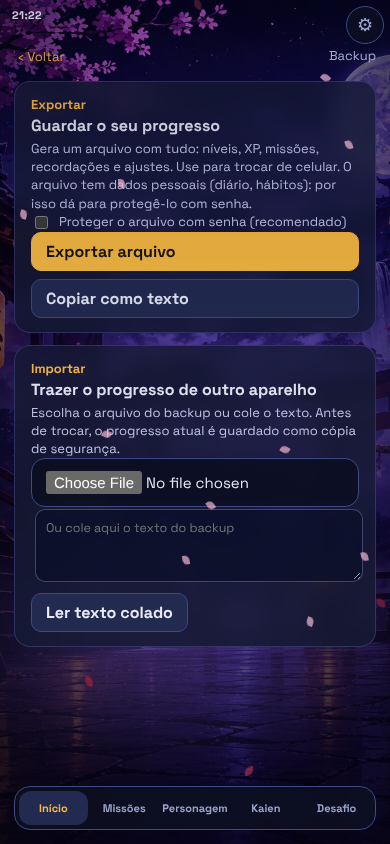 21:22
‹ Voltar
Backup
Exportar
Guardar o seu progresso
Gera um arquivo com tudo: níveis, XP, missões,
recordações e ajustes. Use para trocar de celular. O
arquivo tem dados pessoais (diário, hábitos): por
isso dá para protegê-lo com senha.
Proteger o arquivo com senha (recomendado)
Exportar arquivo
Copiar como texto
Importar
Trazer o progresso de outro aparelho
Escolha o arquivo do backup ou cole o texto. Antes
de trocar, o progresso atual é guardado como cópia
de segurança.
Choose File No file chosen
Ou cole aqui o texto do backup
Ler texto colado
Início
Missões
Personagem
Kaien
Desafio